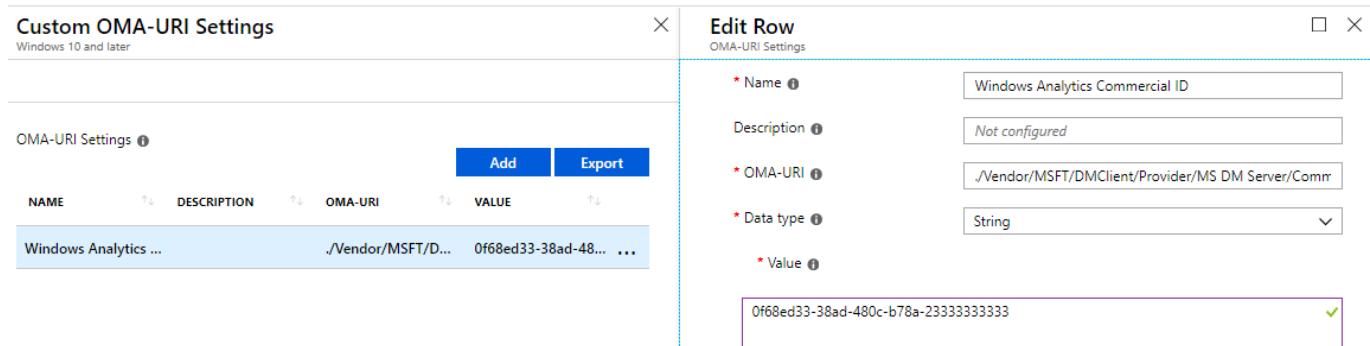 Custom OMA-URI Settings
Windows 10 and later
OMA-URI Settings
Add Export
NAME DESCRIPTION OMA-URI VALUE
Windows Analytics ... ./Vendor/MSFT/D... 0f68ed33-38ad-48... ...
Edit Row
OMA-URI Settings
* Name Windows Analytics Commercial ID
Description Not configured
* OMA-URI ./Vendor/MSFT/DMClient/Provider/MS DM Server/Comm
* Data type String
* Value
0f68ed33-38ad-480c-b78a-23333333333